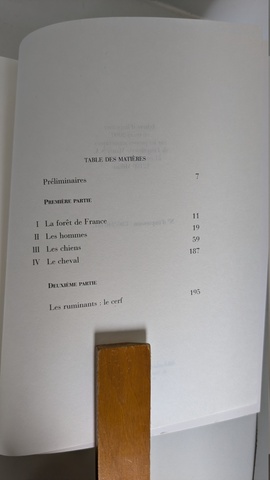 TABLE DES MATIÈRES
Préliminaires 7
PREMIÈRE PARTIE
I La forêt de France 11
II Les hommes 19
III Les chiens 59
IV Le cheval 187
DEUXIÈME PARTIE
Les ruminants : le cerf 195